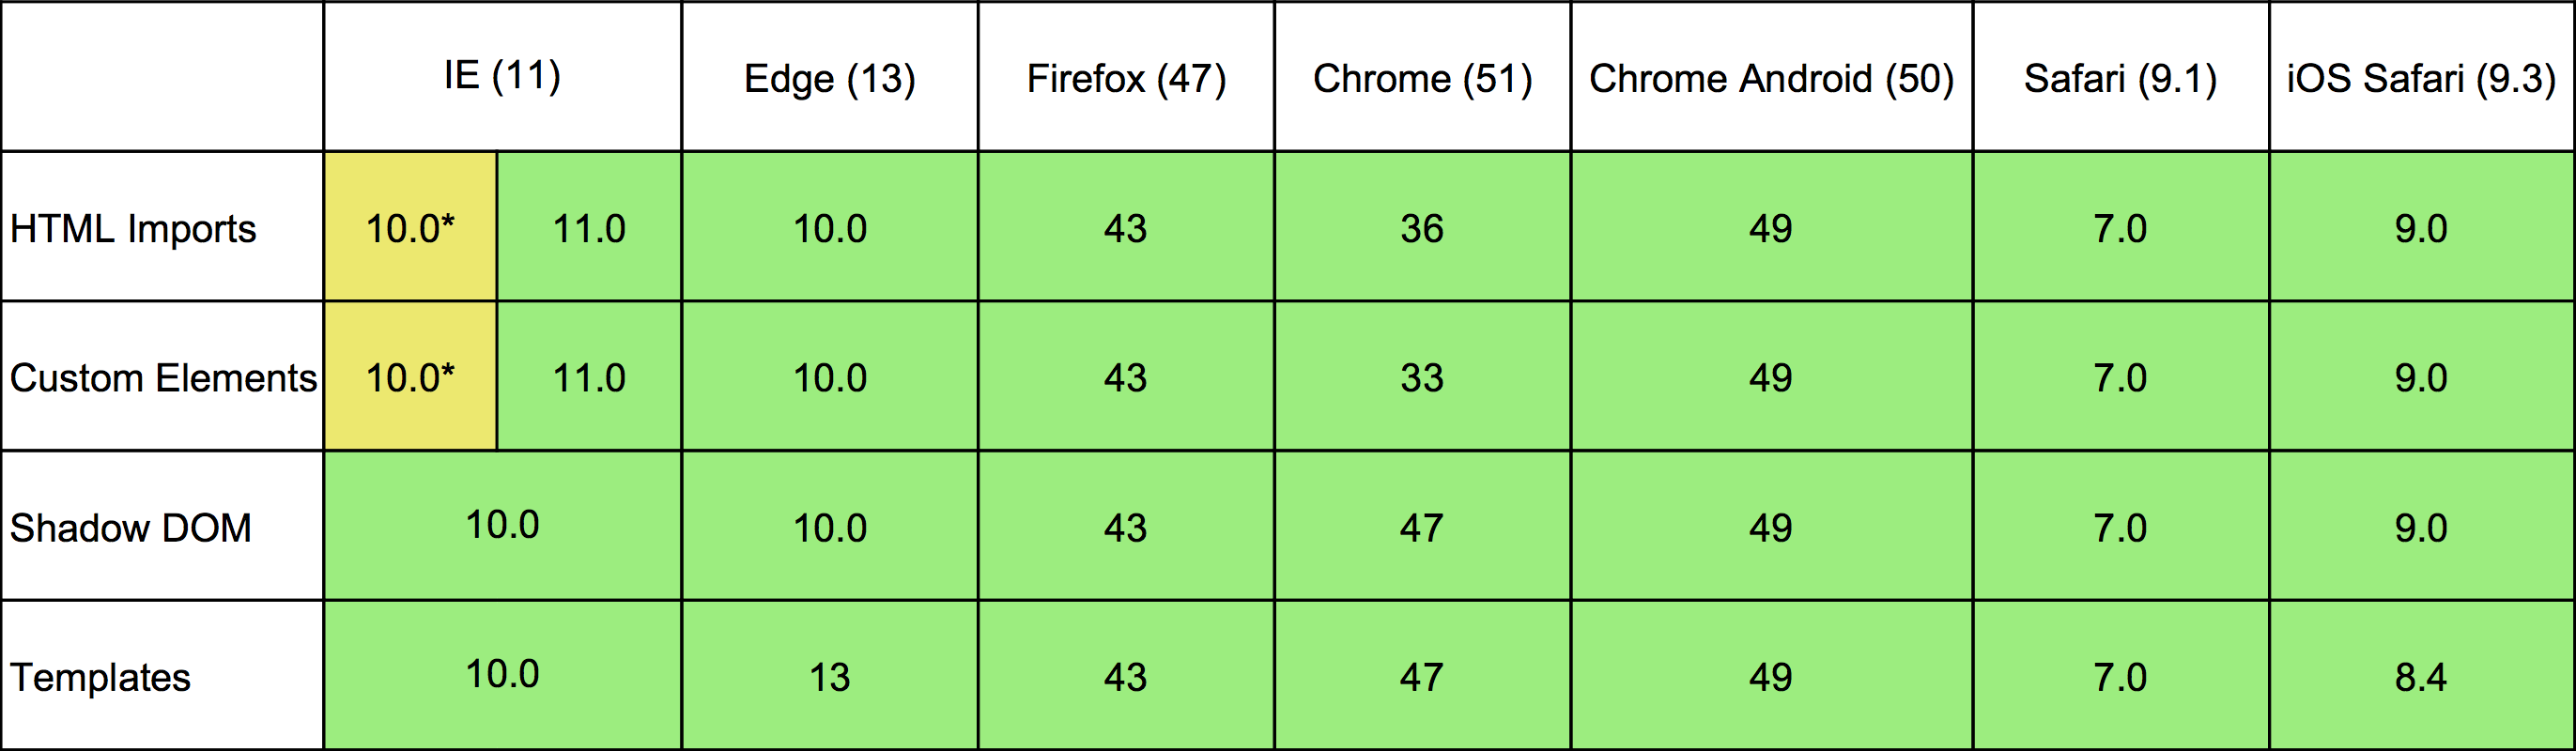 IE (11) Edge (13) Firefox (47) Chrome (51) Chrome Android (50) Safari (9.1) iOS Safari (9.3)
HTML Imports 10.0* 11.0 10.0 43 36 49 7.0 9.0
Custom Elements 10.0* 11.0 10.0 43 33 49 7.0 9.0
Shadow DOM 10.0 10.0 43 47 49 7.0 9.0
Templates 10.0 13 43 47 49 7.0 8.4